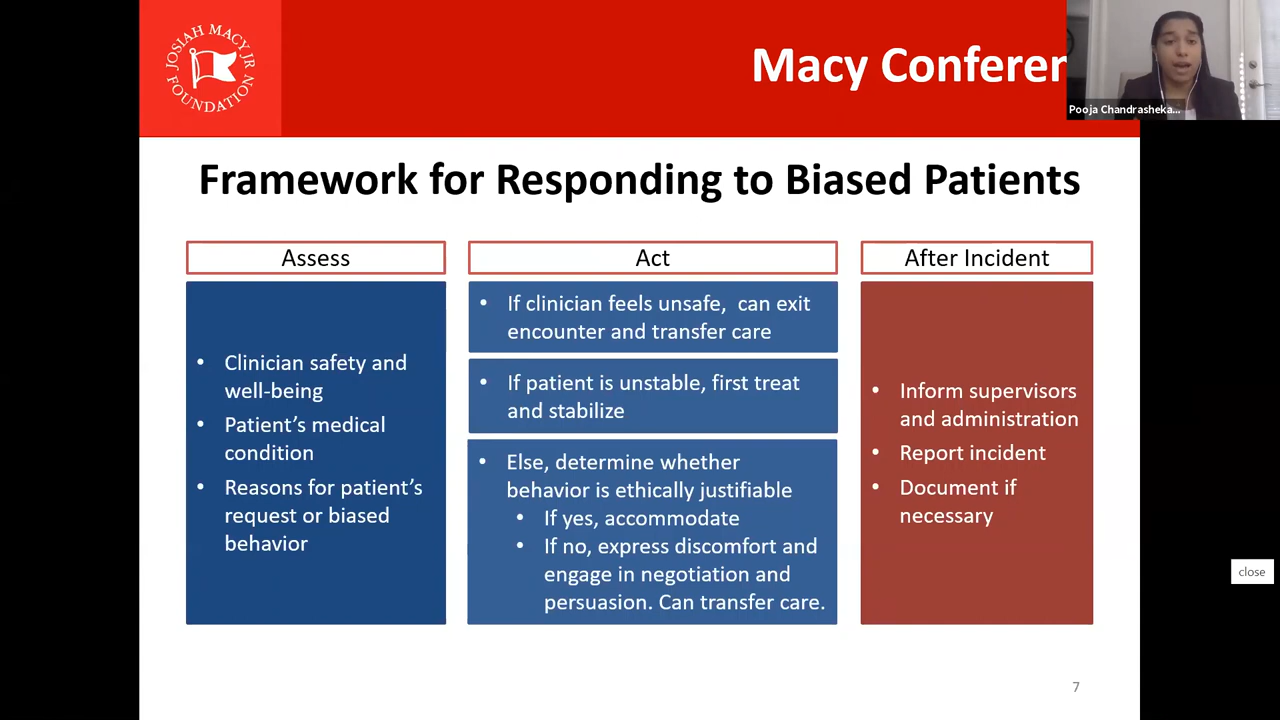 JOSIAH MACY JR
FOUNDATION
Macy Conferen
Pooja Chandrasheka...
Framework for Responding to Biased Patients
Assess
• Clinician safety and
well-being
• Patient's medical
condition
• Reasons for patient's
request or biased
behavior
Act
• If clinician feels unsafe, can exit
encounter and transfer care
• If patient is unstable, first treat
and stabilize
• Else, determine whether
behavior is ethically justifiable
• If yes, accommodate
• If no, express discomfort and
engage in negotiation and
persuasion. Can transfer care.
After Incident
• Inform supervisors
and administration
• Report incident
• Document if
necessary
close
7